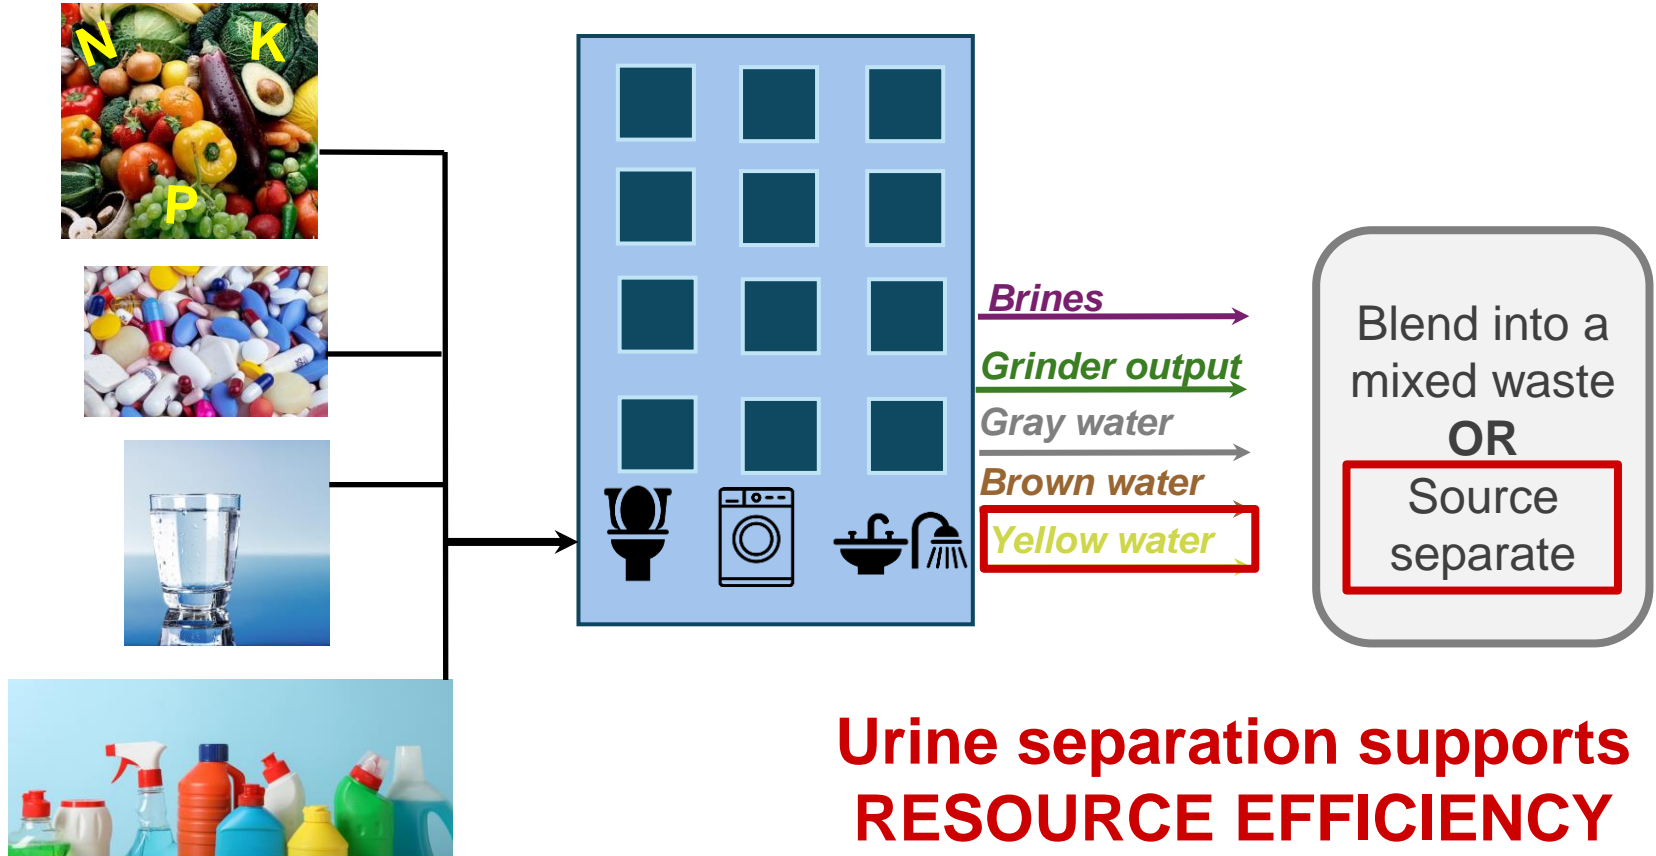 N
K
P
Brines
Grinder output
Gray water
Brown water
Yellow water
Blend into a
mixed waste
OR
Source
separate
Urine separation supports
RESOURCE EFFICIENCY